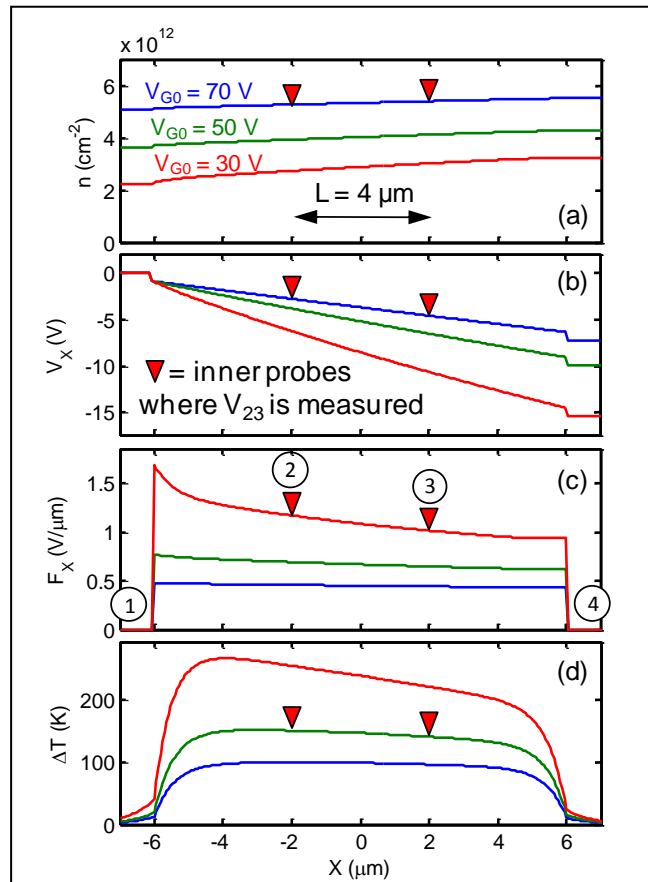 x 10^12
6
4
2
0
n (cm^-2)
V_G0 = 70 V
V_G0 = 50 V
V_G0 = 30 V
L = 4 µm
(a)
0
-5
-10
-15
V_X (V)
(b)
= inner probes
where V_23 is measured
1.5
1
0.5
0
F_X (V/µm)
(c)
2
3
1
4
200
100
0
ΔT (K)
(d)
-6 -4 -2 0 2 4 6
X (µm)